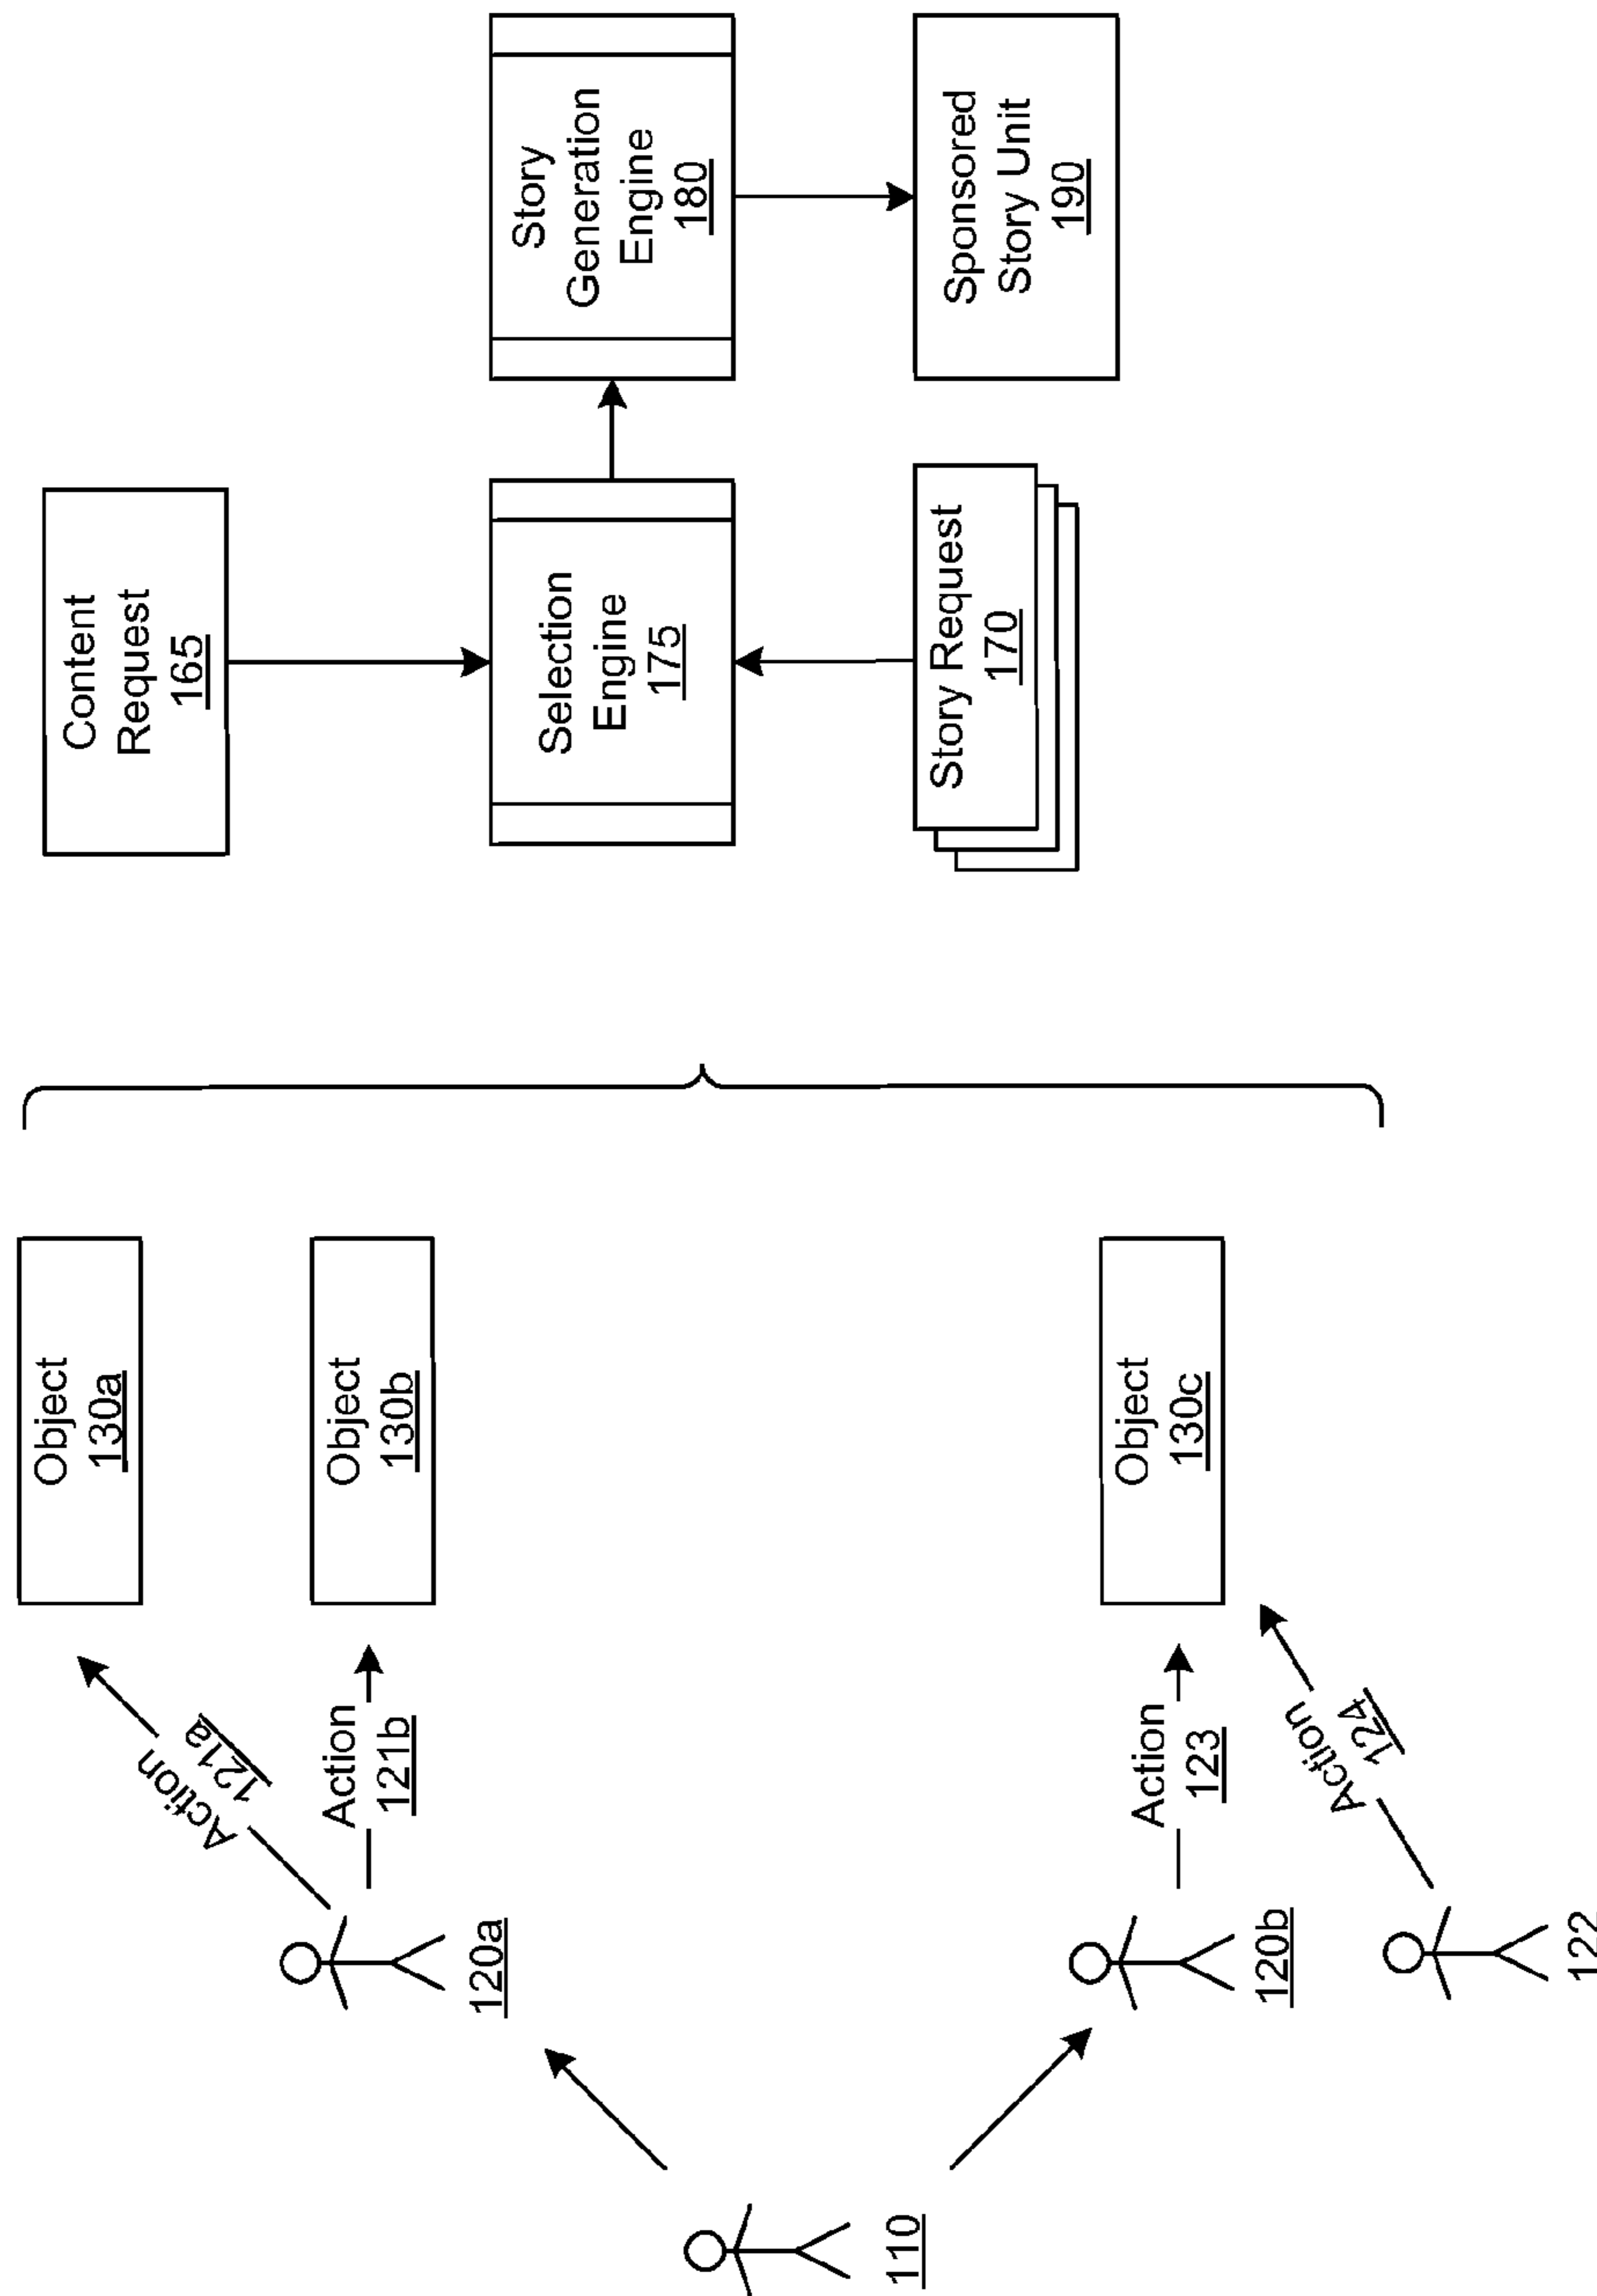 110
120a
120b
122
Action
121a
Action
121b
Action
123
Action
124
Object
130a
Object
130b
Object
130c
Content
Request
165
Selection
Engine
175
Story Request
170
Story
Generation
Engine
180
Sponsored
Story Unit
190